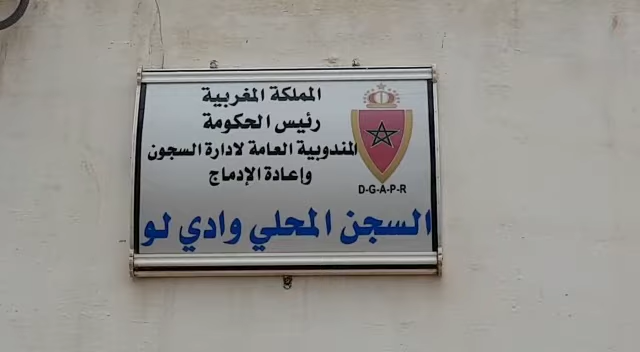 المملكة المغربية
رئيس الحكومة
المندوبية العامة لادارة السجون
وإعادة الإدماج
D-G-A-P-R
السجن المحلي وادي لو